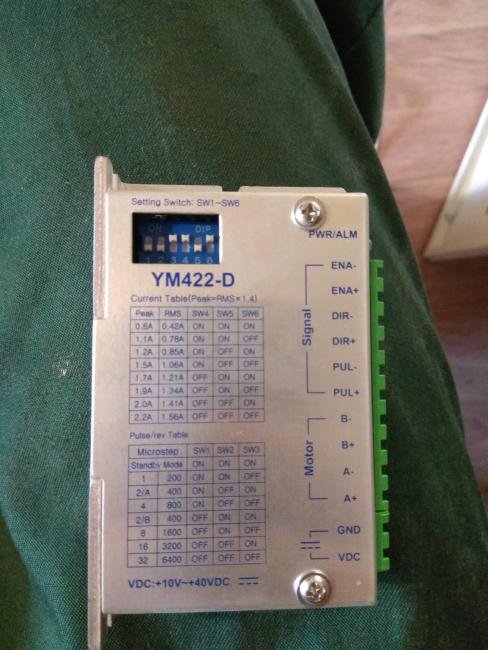 Setting Switch: SW1~SW6
ON DIP
1 2 3 4 5 6
PWR/ALM
YM422-D
Current Table(Peak=RMS×1.4)
Peak RMS SW4 SW5 SW6
0.6A 0.42A ON ON ON
1.1A 0.78A ON OFF ON
1.2A 0.85A ON ON OFF
1.5A 1.06A ON OFF OFF
1.7A 1.21A OFF ON ON
1.9A 1.34A OFF OFF ON
2.0A 1.41A OFF ON OFF
2.2A 1.56A OFF OFF OFF
Pulse/rev Table
Microstep SW1 SW2 SW3
Standby Mode ON ON ON
1 200 ON ON OFF
2/A 400 ON OFF ON
4 800 ON OFF OFF
2/B 400 OFF ON ON
8 1600 OFF ON OFF
16 3200 OFF OFF ON
32 6400 OFF OFF OFF
VDC:+10V~+40VDC
Signal
ENA-
ENA+
DIR-
DIR+
PUL-
PUL+
Motor
B-
B+
A-
A+
GND
VDC